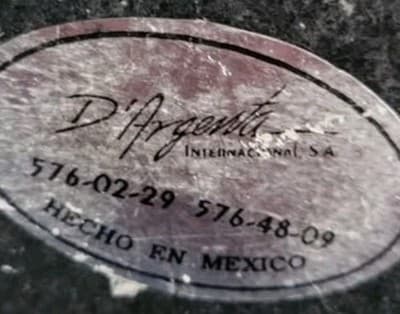 D'Argenta
INTERNACIONAL, S.A.
576-02-29 576-48-09
HECHO EN MEXICO